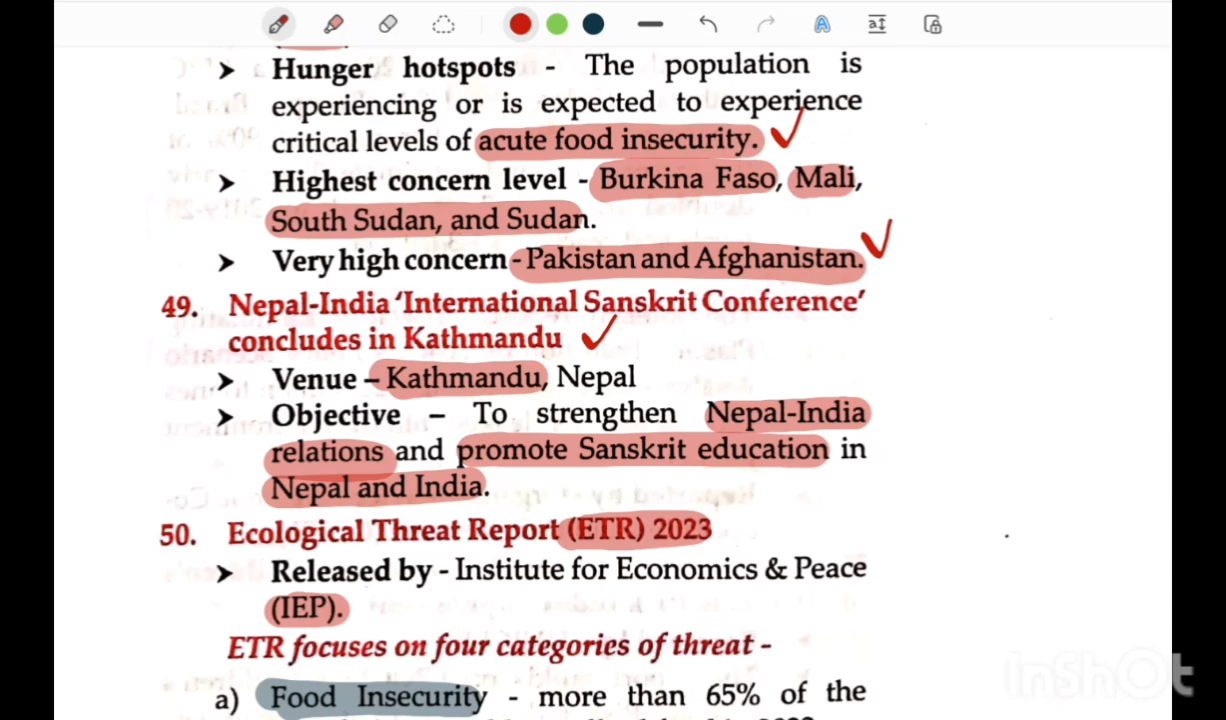 ➤ Hunger hotspots - The population is
experiencing or is expected to experience
critical levels of acute food insecurity.
➤ Highest concern level - Burkina Faso, Mali,
South Sudan, and Sudan.
➤ Very high concern - Pakistan and Afghanistan.
49. Nepal-India ‘International Sanskrit Conference’
concludes in Kathmandu
➤ Venue – Kathmandu, Nepal
➤ Objective – To strengthen Nepal-India
relations and promote Sanskrit education in
Nepal and India.
50. Ecological Threat Report (ETR) 2023
➤ Released by - Institute for Economics & Peace
(IEP).
ETR focuses on four categories of threat -
a) Food Insecurity - more than 65% of the
InShOt